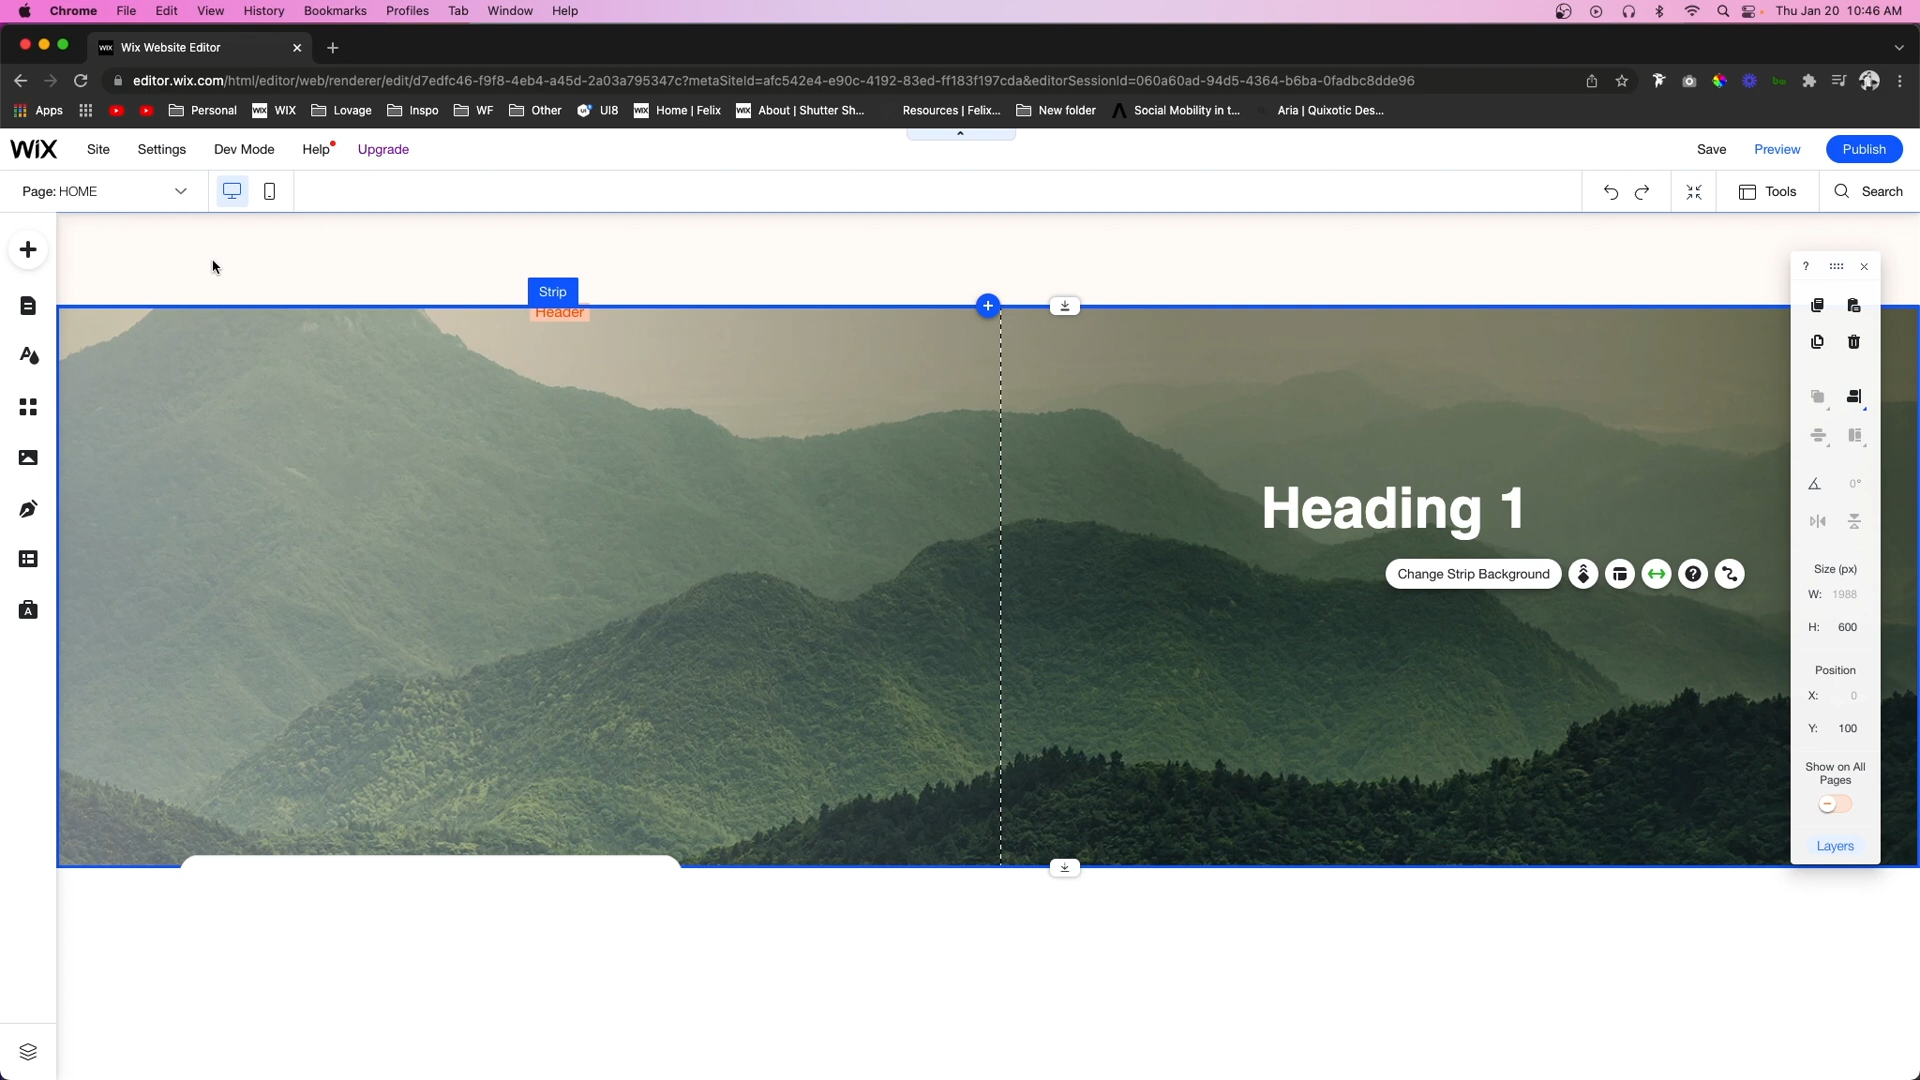 Chrome File Edit View History Bookmarks Profiles Tab Window Help Thu Jan 20 10:46 AM
WIX Wix Website Editor
editor.wix.com/html/editor/web/renderer/edit/d7edfc46-f9f8-4eb4-a45d-2a03a795347c?metaSiteId=afc542e4-e90c-4192-83ed-ff183f197cda&editorSessionId=060a60ad-94d5-4364-b6ba-0fadbc8dde96
Apps Personal WIX WIX Lovage Inspo WF Other UI8 WIX Home | Felix WIX About | Shutter Sh... Resources | Felix... New folder Social Mobility in t... Aria | Quixotic Des...
WIX Site Settings Dev Mode Help Upgrade Save Preview Publish
Page: HOME Tools Search
Strip
Header
Heading 1
Change Strip Background
?
0°
Size (px)
W: 1988
H: 600
Position
X: 0
Y: 100
Show on All
Pages
Layers